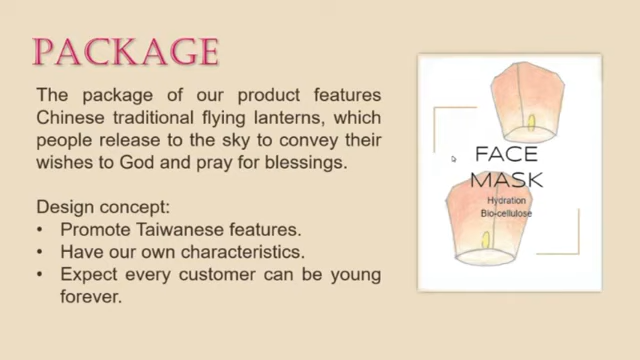 PACKAGE
The package of our product features
Chinese traditional flying lanterns, which
people release to the sky to convey their
wishes to God and pray for blessings.
Design concept:
• Promote Taiwanese features.
• Have our own characteristics.
• Expect every customer can be young
forever.
FACE
MASK
Hydration
Bio-cellulose